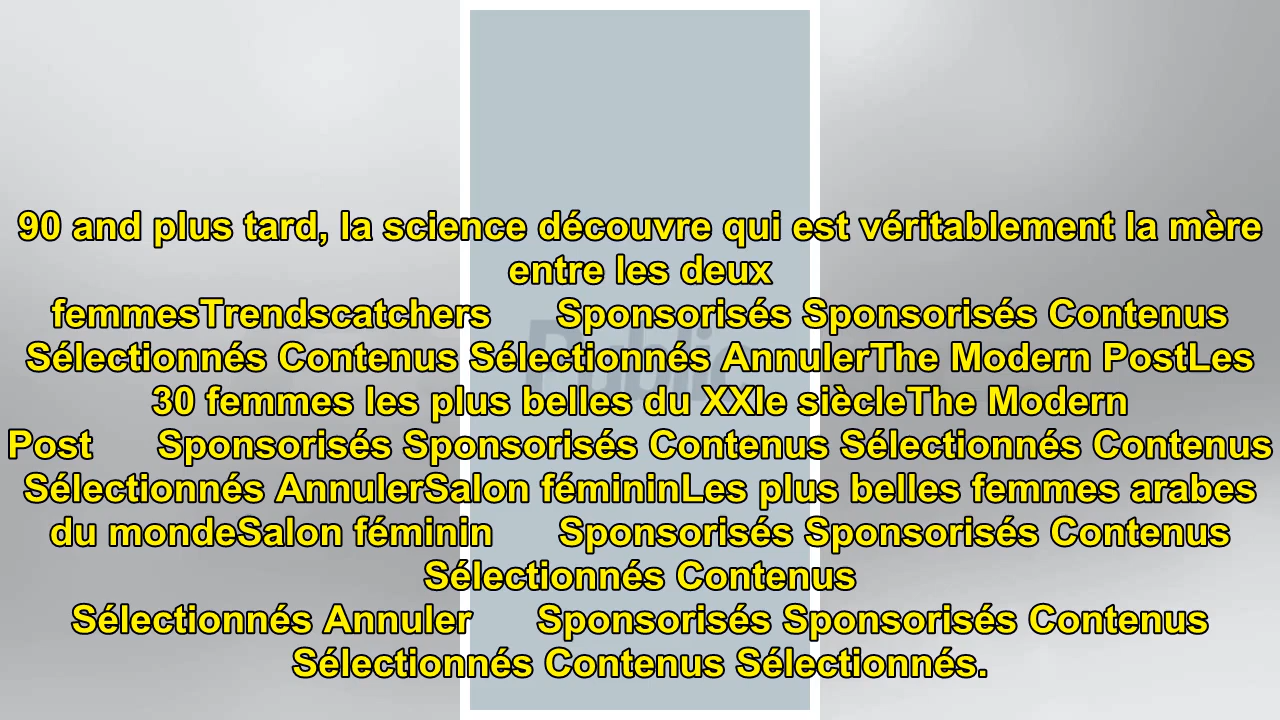 90 and plus tard, la science découvre qui est véritablement la mère
entre les deux
femmesTrendscatchers Sponsorisés Sponsorisés Contenus
Sélectionnés Contenus Sélectionnés AnnulerThe Modern PostLes
30 femmes les plus belles du XXIe siècleThe Modern
Post Sponsorisés Sponsorisés Contenus Sélectionnés Contenus
Sélectionnés AnnulerSalon fémininLes plus belles femmes arabes
du mondeSalon féminin Sponsorisés Sponsorisés Contenus
Sélectionnés Contenus
Sélectionnés Annuler Sponsorisés Sponsorisés Contenus
Sélectionnés Contenus Sélectionnés.